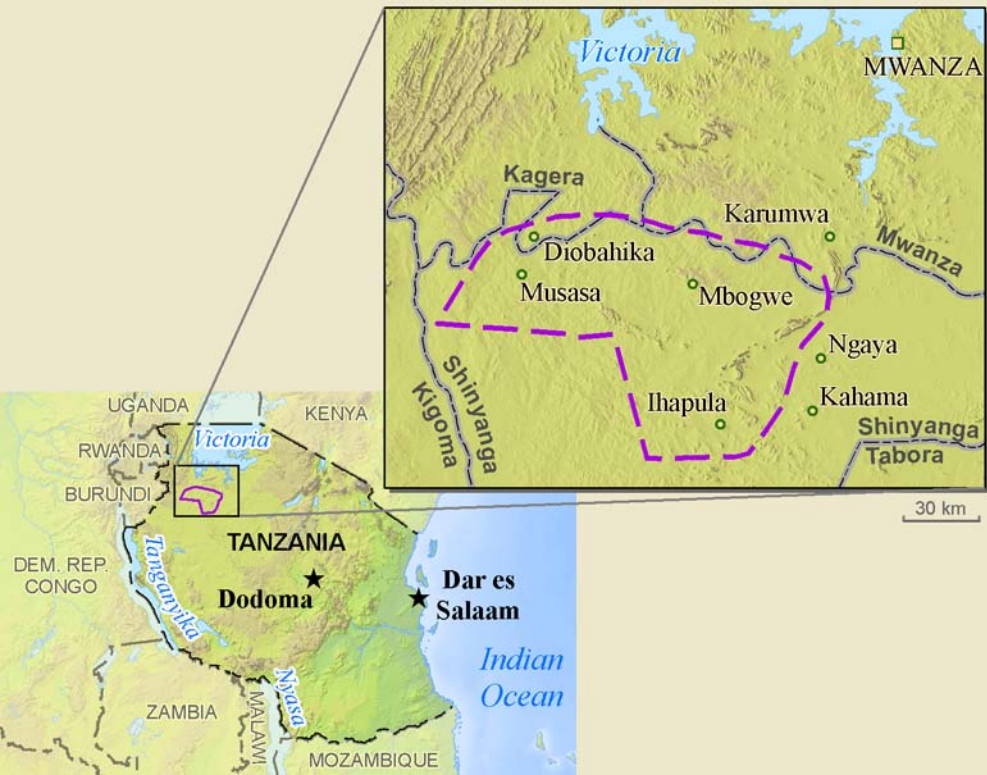 Victoria
MWANZA
Kagera
Karumwa
Diobahika
Mwanza
Musasa
Mbogwe
Ngaya
Shinyanga
Kigoma
Ihapula
Kahama
Shinyanga
Tabora
30 km
UGANDA
KENYA
Victoria
RWANDA
BURUNDI
TANZANIA
DEM. REP.
CONGO
Tanganyika
Dodoma
Dar es
Salaam
Indian
Ocean
Nyasa
ZAMBIA
MALAWI
MOZAMBIQUE